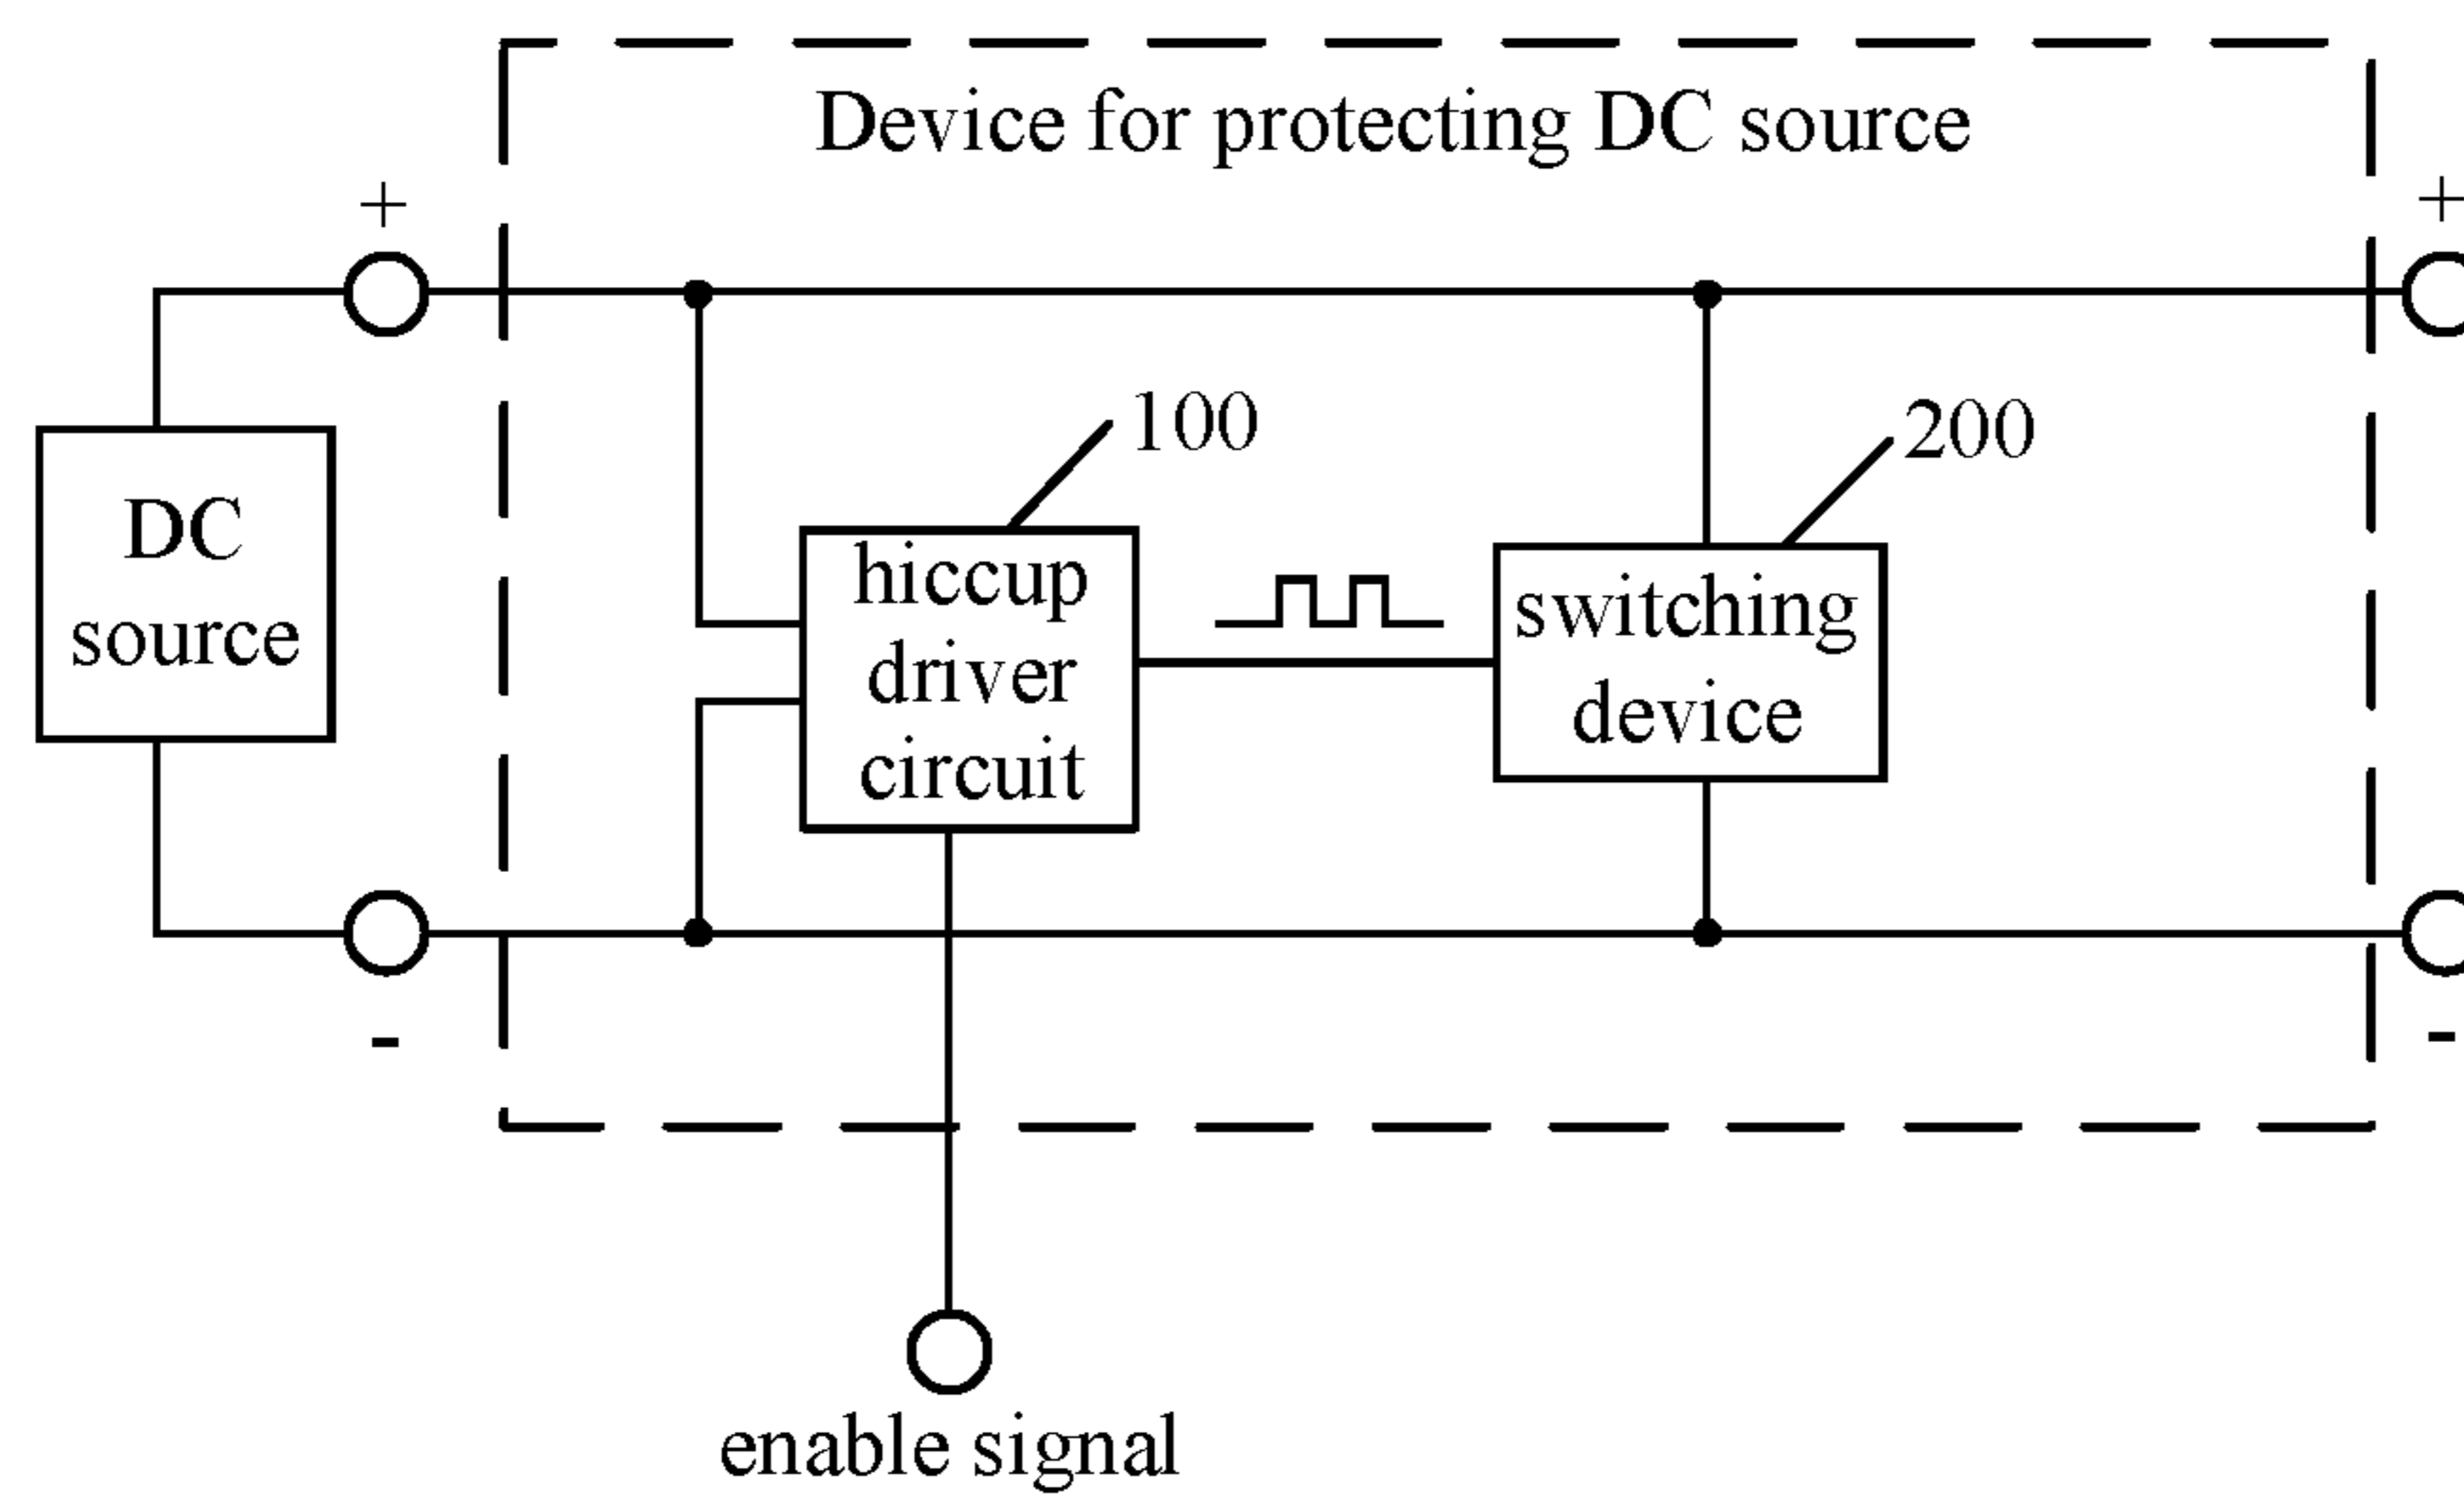 Device for protecting DC source
+
+
100
200
DC
source
hiccup
driver
circuit
switching
device
-
-
enable signal